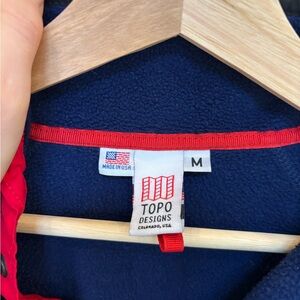 MADE IN USA
M
TOPO
DESIGNS
COLORADO, USA